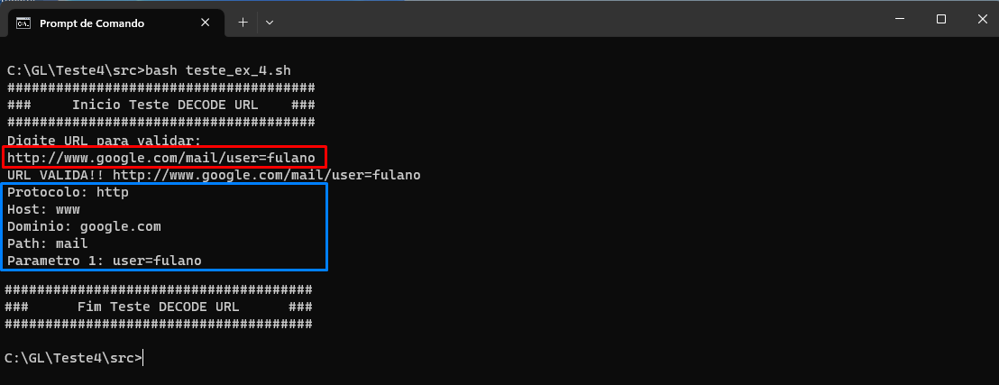 Prompt de Comando
C:\GL\Teste4\src>bash teste_ex_4.sh
######################################
###     Inicio Teste DECODE URL    ###
######################################
Digite URL para validar:
http://www.google.com/mail/user=fulano
URL VALIDA!! http://www.google.com/mail/user=fulano
Protocolo: http
Host: www
Dominio: google.com
Path: mail
Parametro 1: user=fulano
######################################
###      Fim Teste DECODE URL      ###
######################################
C:\GL\Teste4\src>